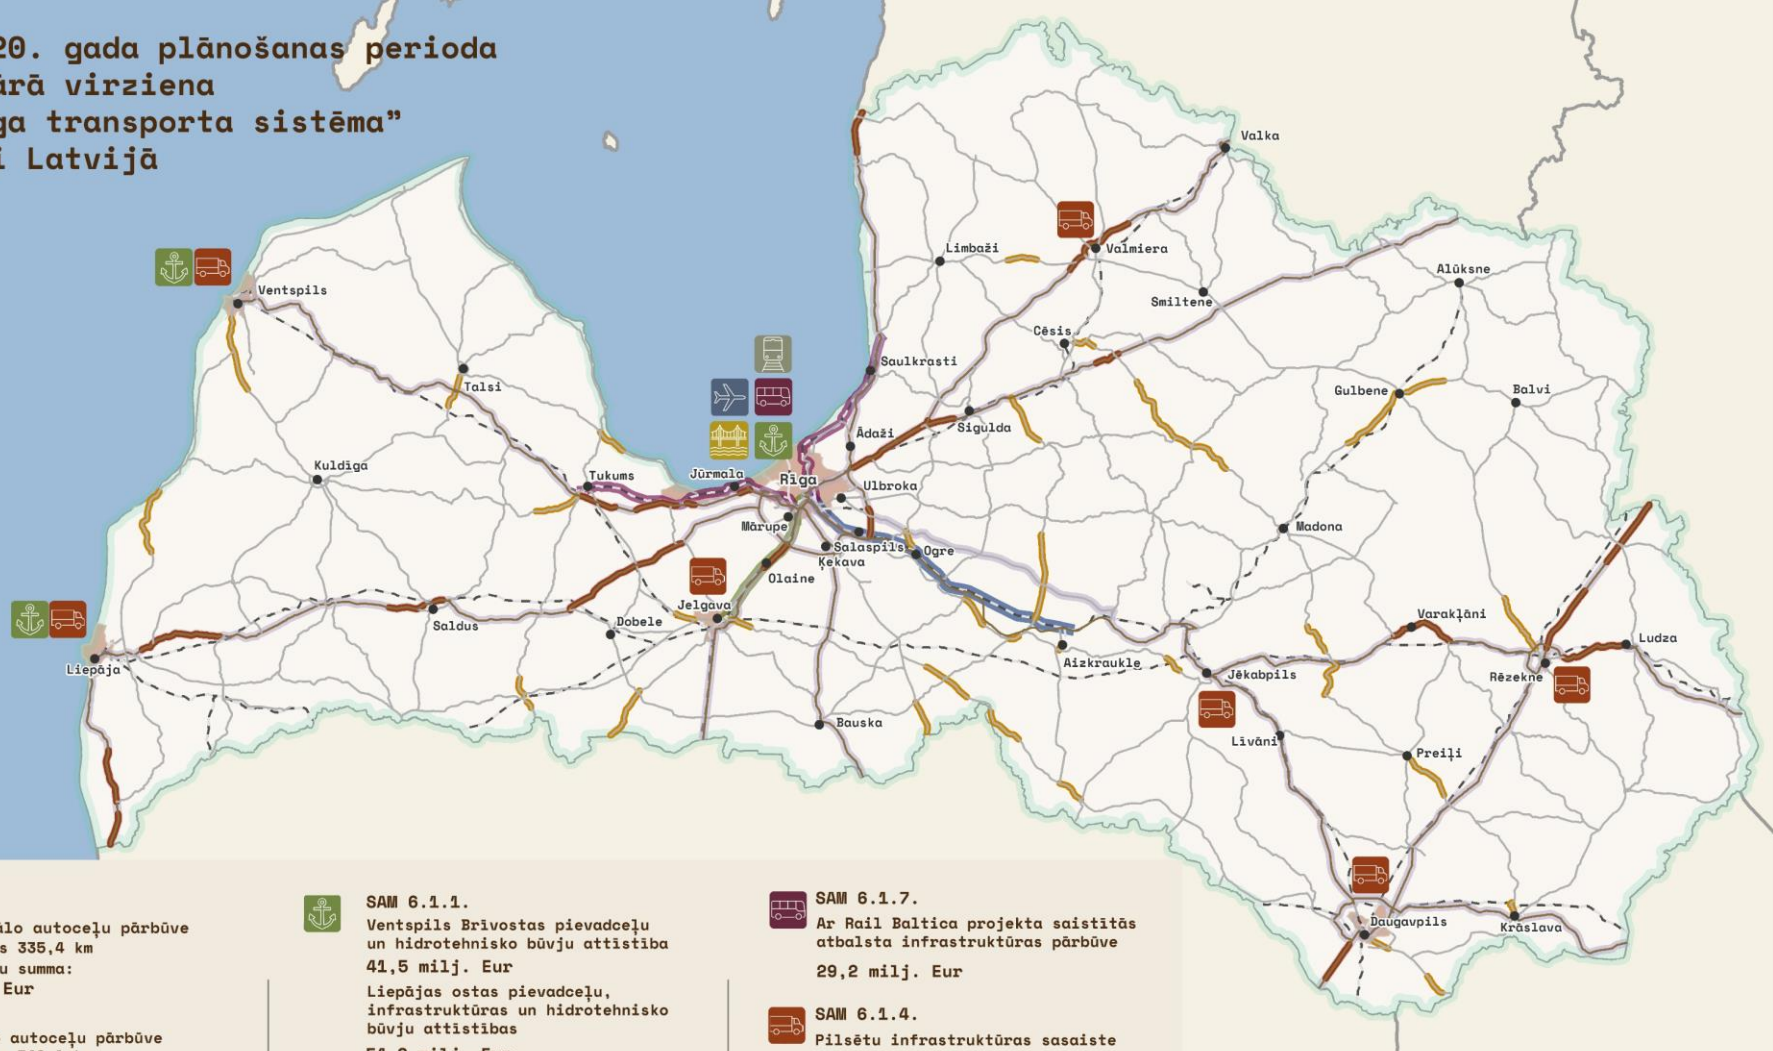 20. gada plānošanas perioda
ārā virziena
ga transporta sistēma”
i Latvijā
Valka
Limbaži
Valmiera
Alūksne
Ventspils
Smiltene
Cēsis
Saulkrasti
Talsi
Gulbene
Balvi
Sigulda
Ādaži
Kuldīga
Tukums
Jūrmala
Rīga
Ulbroka
Mārupe
Madona
Salaspils
Ogre
Ķekava
Olaine
Jelgava
Saldus
Dobele
Varakļāni
Ludza
Liepāja
Aizkraukle
Jēkabpils
Rēzekne
Bauska
Līvāni
Preiļi
Daugavpils
Krāslava
ālo autoceļu pārbūve
s 335,4 km
u summa:
Eur
autoceļu pārbūve
SAM 6.1.1.
Ventspils Brīvostas pievadceļu
un hidrotehnisko būvju attīstība
41,5 milj. Eur
Liepājas ostas pievadceļu,
infrastruktūras un hidrotehnisko
būvju attīstības
SAM 6.1.7.
Ar Rail Baltica projekta saistītās
atbalsta infrastruktūras pārbūve
29,2 milj. Eur
SAM 6.1.4.
Pilsētu infrastruktūras sasaiste